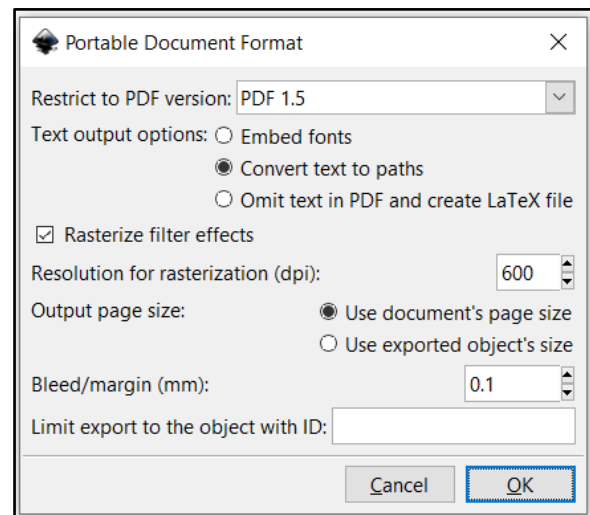 Portable Document Format
Restrict to PDF version: PDF 1.5
Text output options: Embed fonts
Convert text to paths
Omit text in PDF and create LaTeX file
Rasterize filter effects
Resolution for rasterization (dpi): 600
Output page size: Use document's page size
Use exported object's size
Bleed/margin (mm): 0.1
Limit export to the object with ID:
Cancel OK